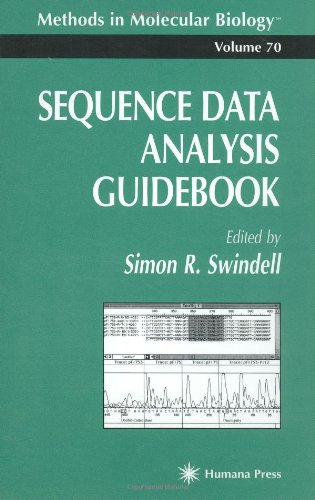 Methods in Molecular Biology™
Volume 70
SEQUENCE DATA
ANALYSIS
GUIDEBOOK
Edited by
Simon R. Swindell
Humana Press